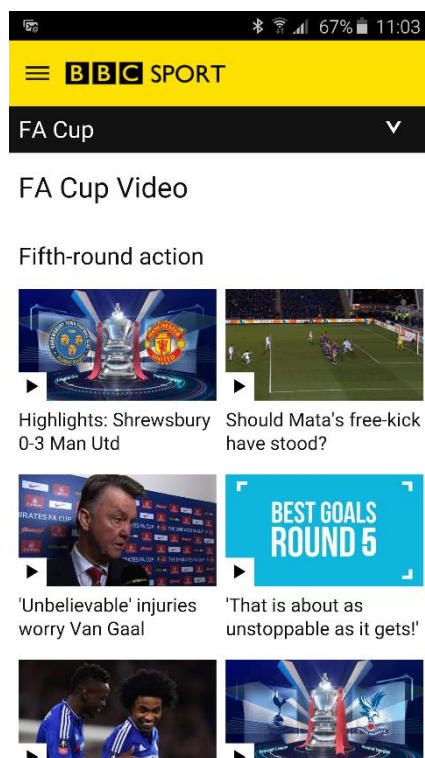 67% 11:03
BBC SPORT
FA Cup
FA Cup Video
Fifth-round action
Highlights: Shrewsbury
0-3 Man Utd
Should Mata's free-kick
have stood?
BEST GOALS
ROUND 5
'Unbelievable' injuries
worry Van Gaal
'That is about as
unstoppable as it gets!'